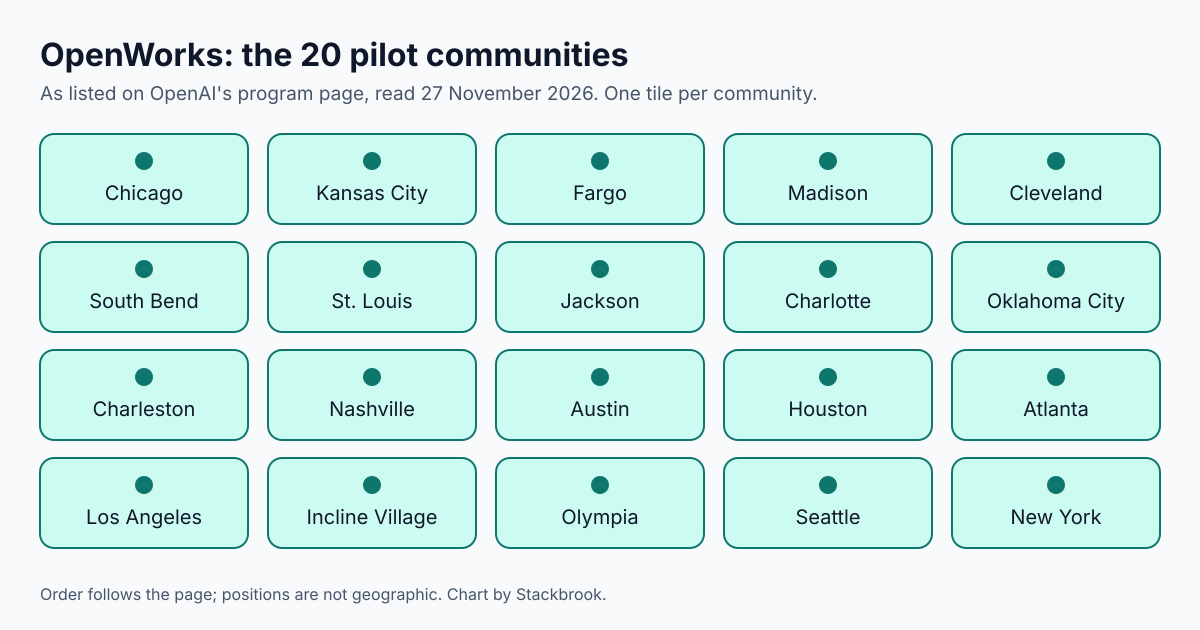 OpenWorks: the 20 pilot communities
As listed on OpenAI's program page, read 27 November 2026. One tile per community.
Chicago
Kansas City
Fargo
Madison
Cleveland
South Bend
St. Louis
Jackson
Charlotte
Oklahoma City
Charleston
Nashville
Austin
Houston
Atlanta
Los Angeles
Incline Village
Olympia
Seattle
New York
Order follows the page; positions are not geographic. Chart by Stackbrook.